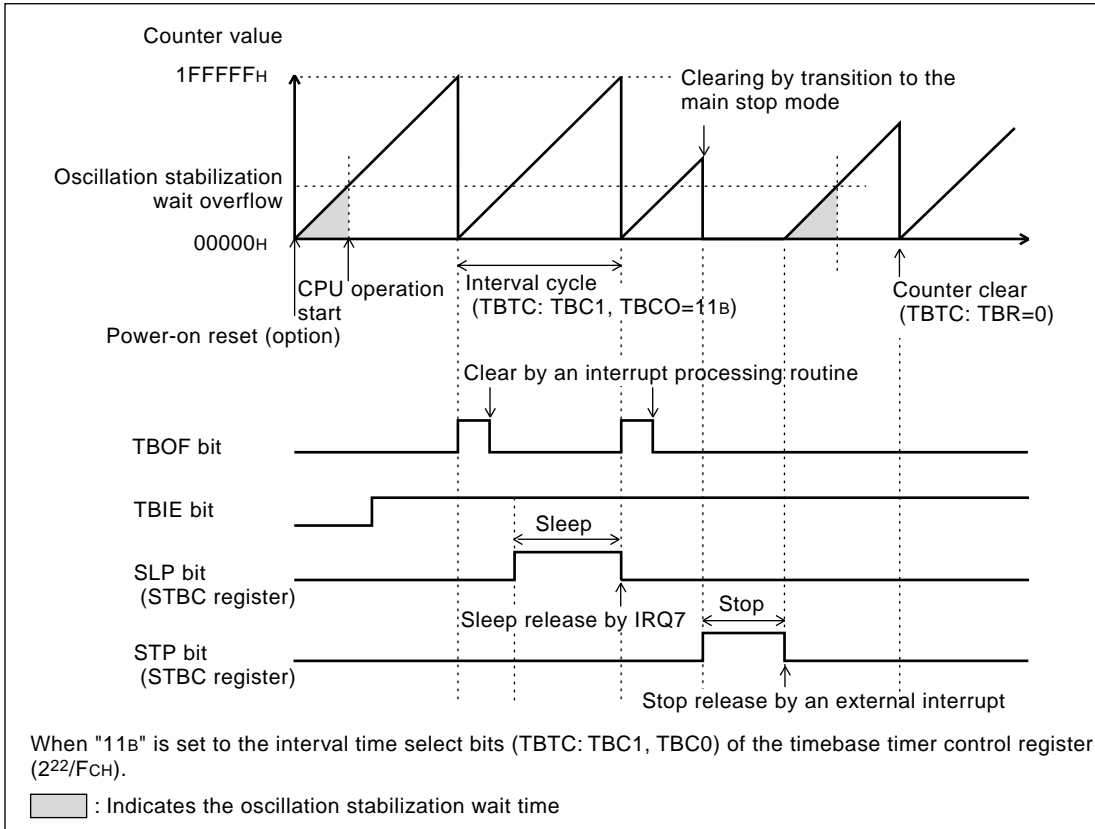 Counter value
1FFFFFH
Clearing by transition to the
main stop mode
Oscillation stabilization
wait overflow
00000H
CPU operation
start
Interval cycle
(TBTC: TBC1, TBCO=11B)
Counter clear
(TBTC: TBR=0)
Power-on reset (option)
Clear by an interrupt processing routine
TBOF bit
TBIE bit
Sleep
SLP bit
(STBC register)
Sleep release by IRQ7
Stop
STP bit
(STBC register)
Stop release by an external interrupt
When "11B" is set to the interval time select bits (TBTC: TBC1, TBC0) of the timebase timer control register
(2²²/FCH).
: Indicates the oscillation stabilization wait time